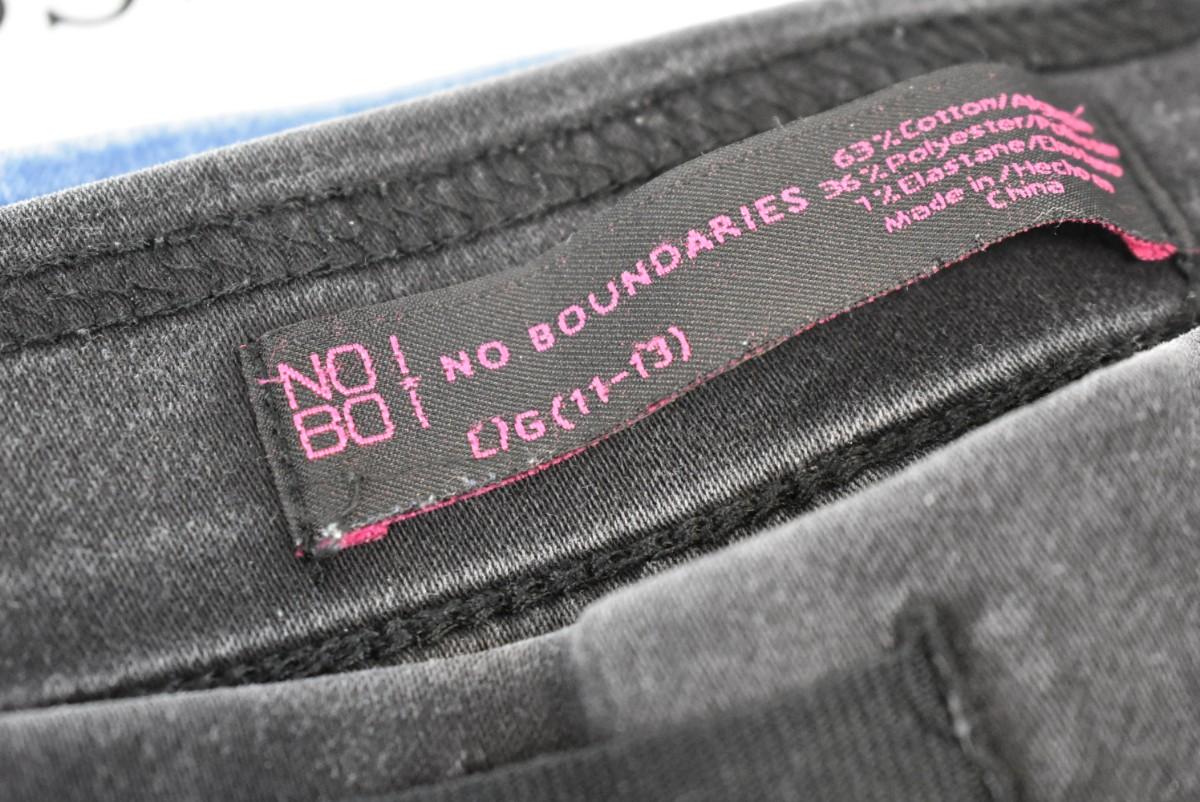 NO
BO
NO BOUNDARIES
L)G(11-13)
63%Cotton/
36%Polyester/
1%Elastane/
Made in/Hecho
China